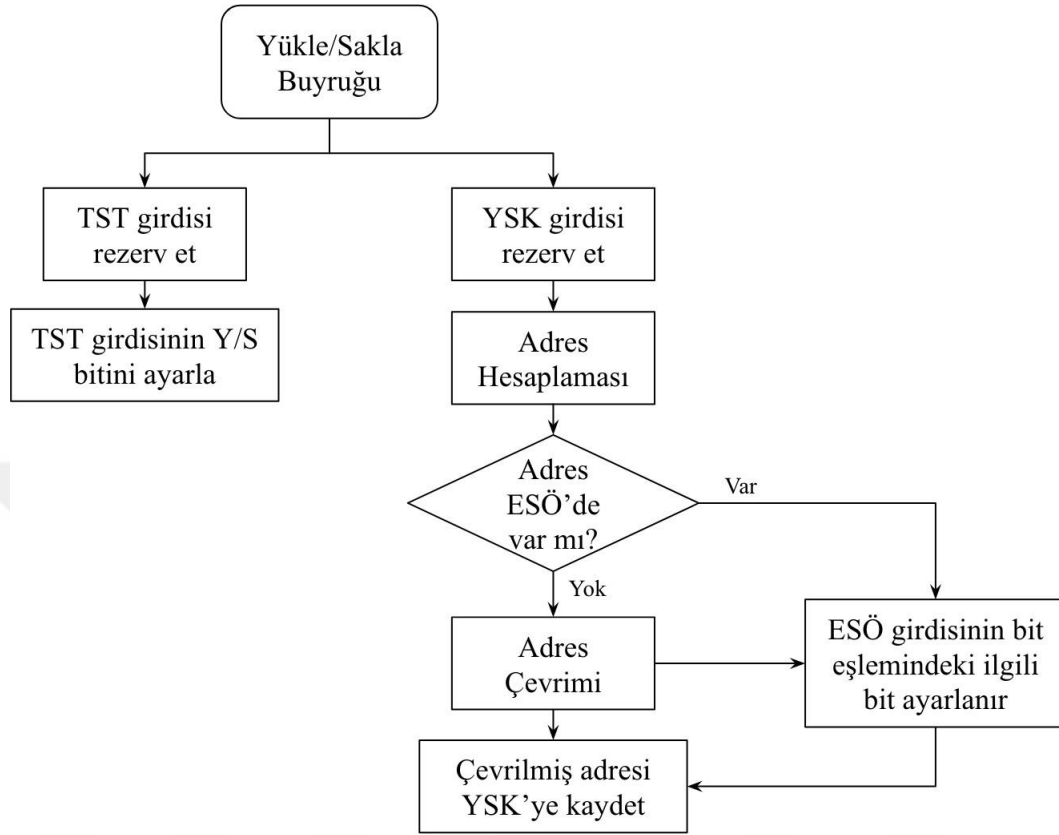 Yükle/Sakla
Buyruğu
TST girdisi
rezerv et
TST girdisinin Y/S
bitini ayarla
YSK girdisi
rezerv et
Adres
Hesaplaması
Adres
ESÖ’de
var mı?
Var
Yok
Adres
Çevrimi
ESÖ girdisinin bit
eşlemindeki ilgili
bit ayarlanır
Çevrilmiş adresi
YSK’ye kaydet